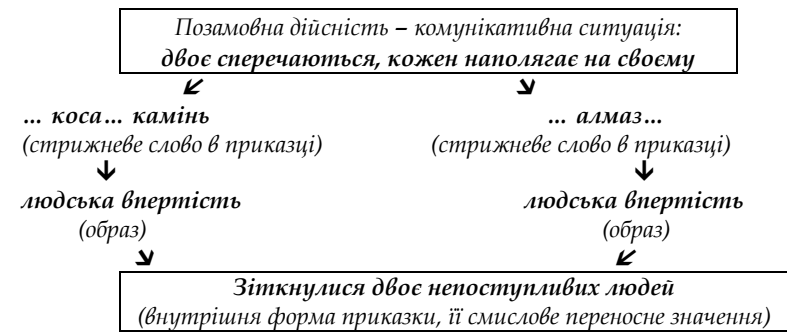 Позамовна дійсність – комунікативна ситуація:
двоє сперечаються, кожен наполягає на своєму
... коса... камінь
(стрижневе слово в приказці)
... алмаз...
(стрижневе слово в приказці)
людська впертість
(образ)
людська впертість
(образ)
Зіткнулися двоє непоступливих людей
(внутрішня форма приказки, її смислове переносне значення)